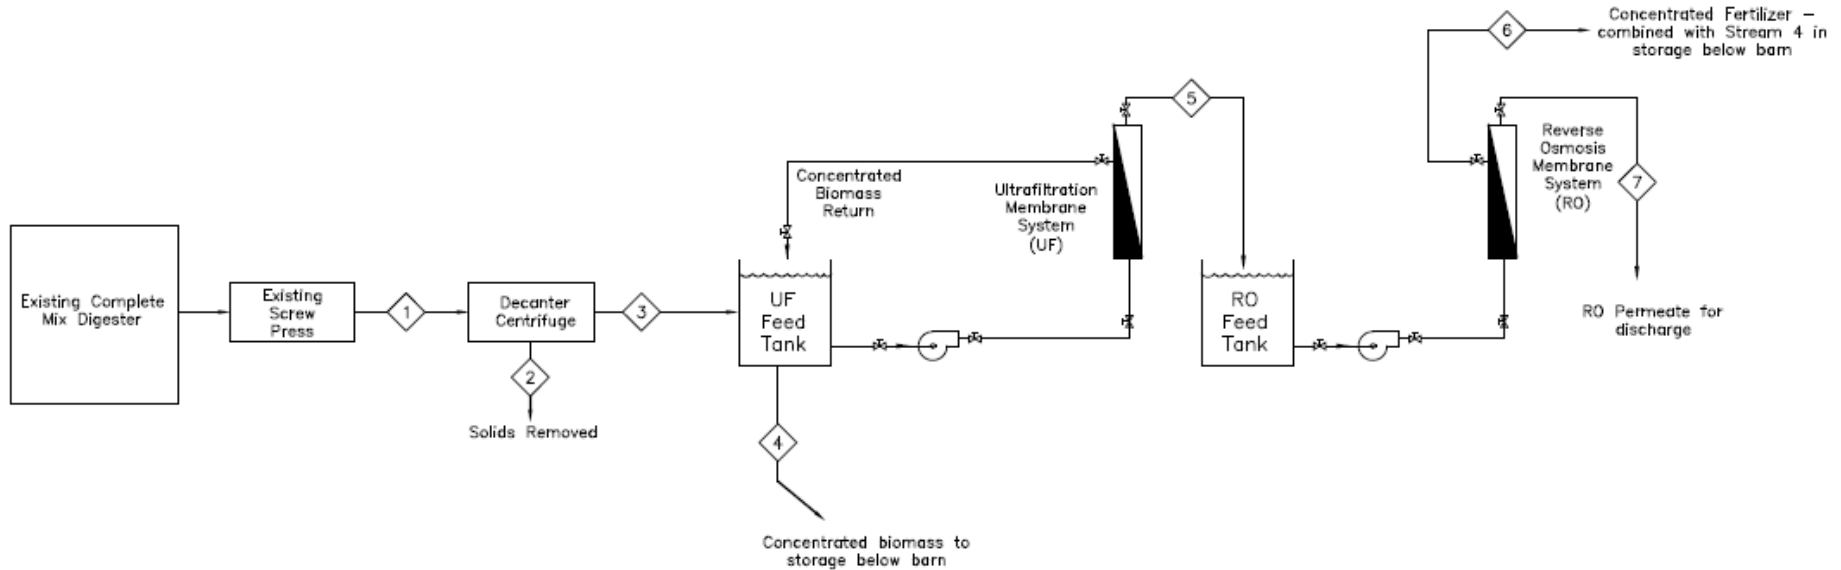 Existing Complete
Mix Digester
Existing
Screw
Press
1
Decanter
Centrifuge
2
Solids Removed
3
UF
Feed
Tank
4
Concentrated biomass to
storage below barn
Concentrated
Biomass
Return
Ultrafiltration
Membrane
System
(UF)
5
RO
Feed
Tank
6
Concentrated Fertilizer –
combined with Stream 4 in
storage below barn
Reverse
Osmosis
Membrane
System
(RO)
7
RO Permeate for
discharge